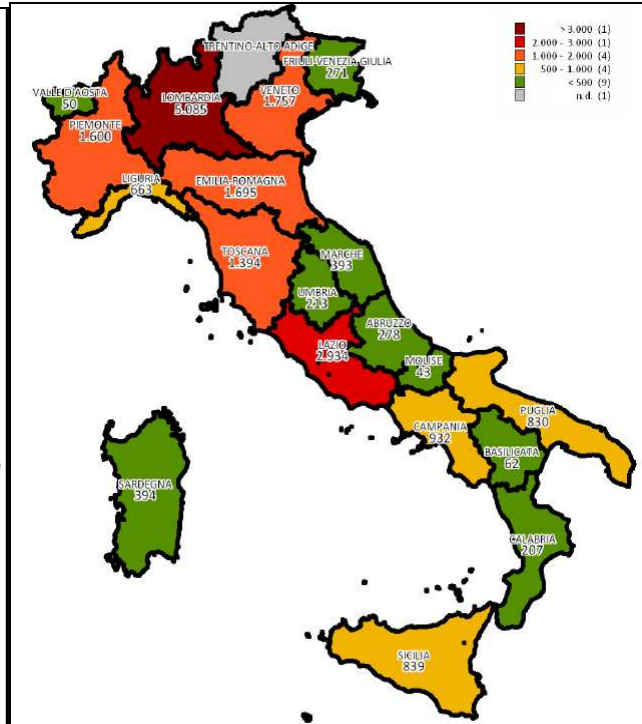 > 3.000 (1)
2.000 - 3.000 (1)
1.000 - 2.000 (4)
500 - 1.000 (4)
< 500 (9)
n.d. (1)
TRENTINO-ALTO ADIGE
FRIULI-VENEZIA GIULIA
271
VALLE D'AOSTA
50
LOMBARDIA
5.085
VENETO
1.757
PIEMONTE
1.600
LIGURIA
663
EMILIA-ROMAGNA
1.695
TOSCANA
1.394
MARCHE
393
UMBRIA
213
ABRUZZO
278
LAZIO
2.934
MOLISE
43
CAMPANIA
932
PUGLIA
830
BASILICATA
62
SARDEGNA
394
CALABRIA
207
SICILIA
839